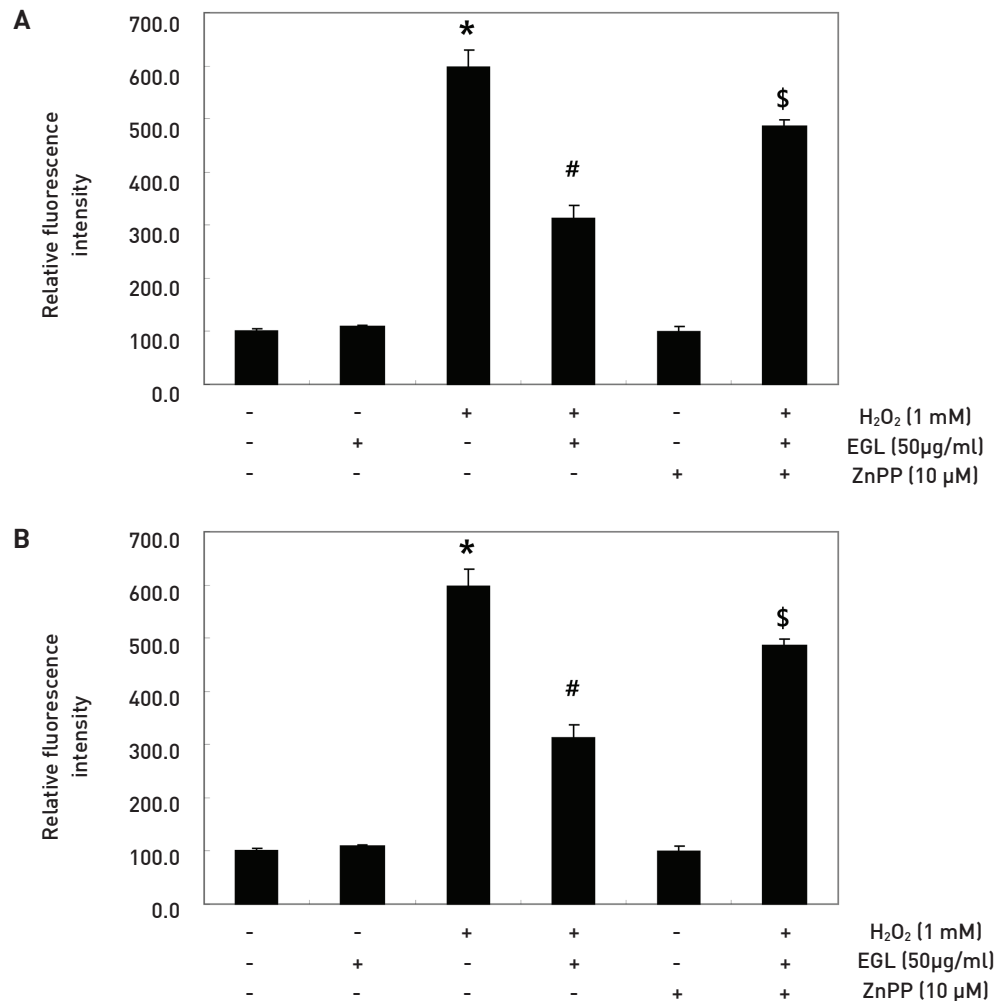 A
700.0
600.0
500.0
400.0
300.0
200.0
100.0
0.0
Relative fluorescence
intensity
*
#
$
- - + + - + H₂O₂ (1 mM)
- + - + - + EGL (50µg/ml)
- - - - + + ZnPP (10 µM)
B
700.0
600.0
500.0
400.0
300.0
200.0
100.0
0.0
Relative fluorescence
intensity
*
#
$
- - + + - + H₂O₂ (1 mM)
- + - + - + EGL (50µg/ml)
- - - - + + ZnPP (10 µM)